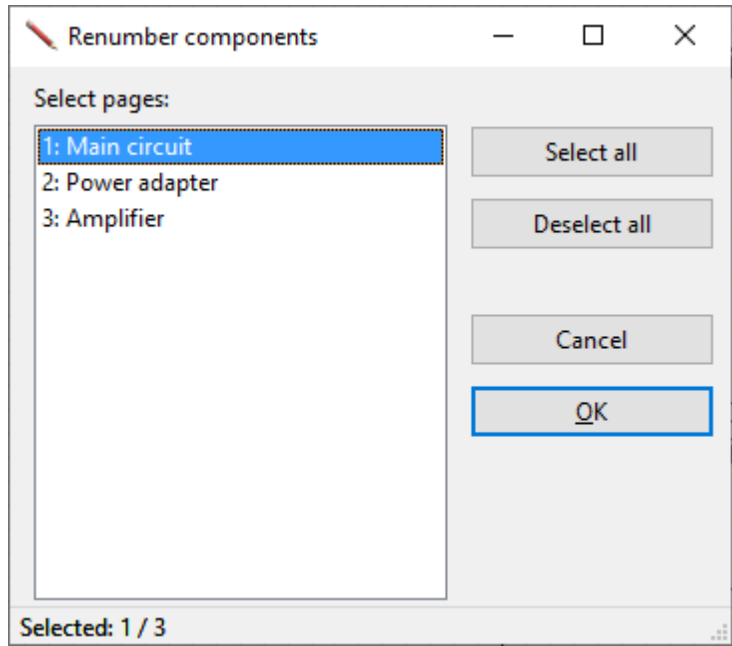 Renumber components
Select pages:
1: Main circuit
2: Power adapter
3: Amplifier
Select all
Deselect all
Cancel
OK
Selected: 1 / 3